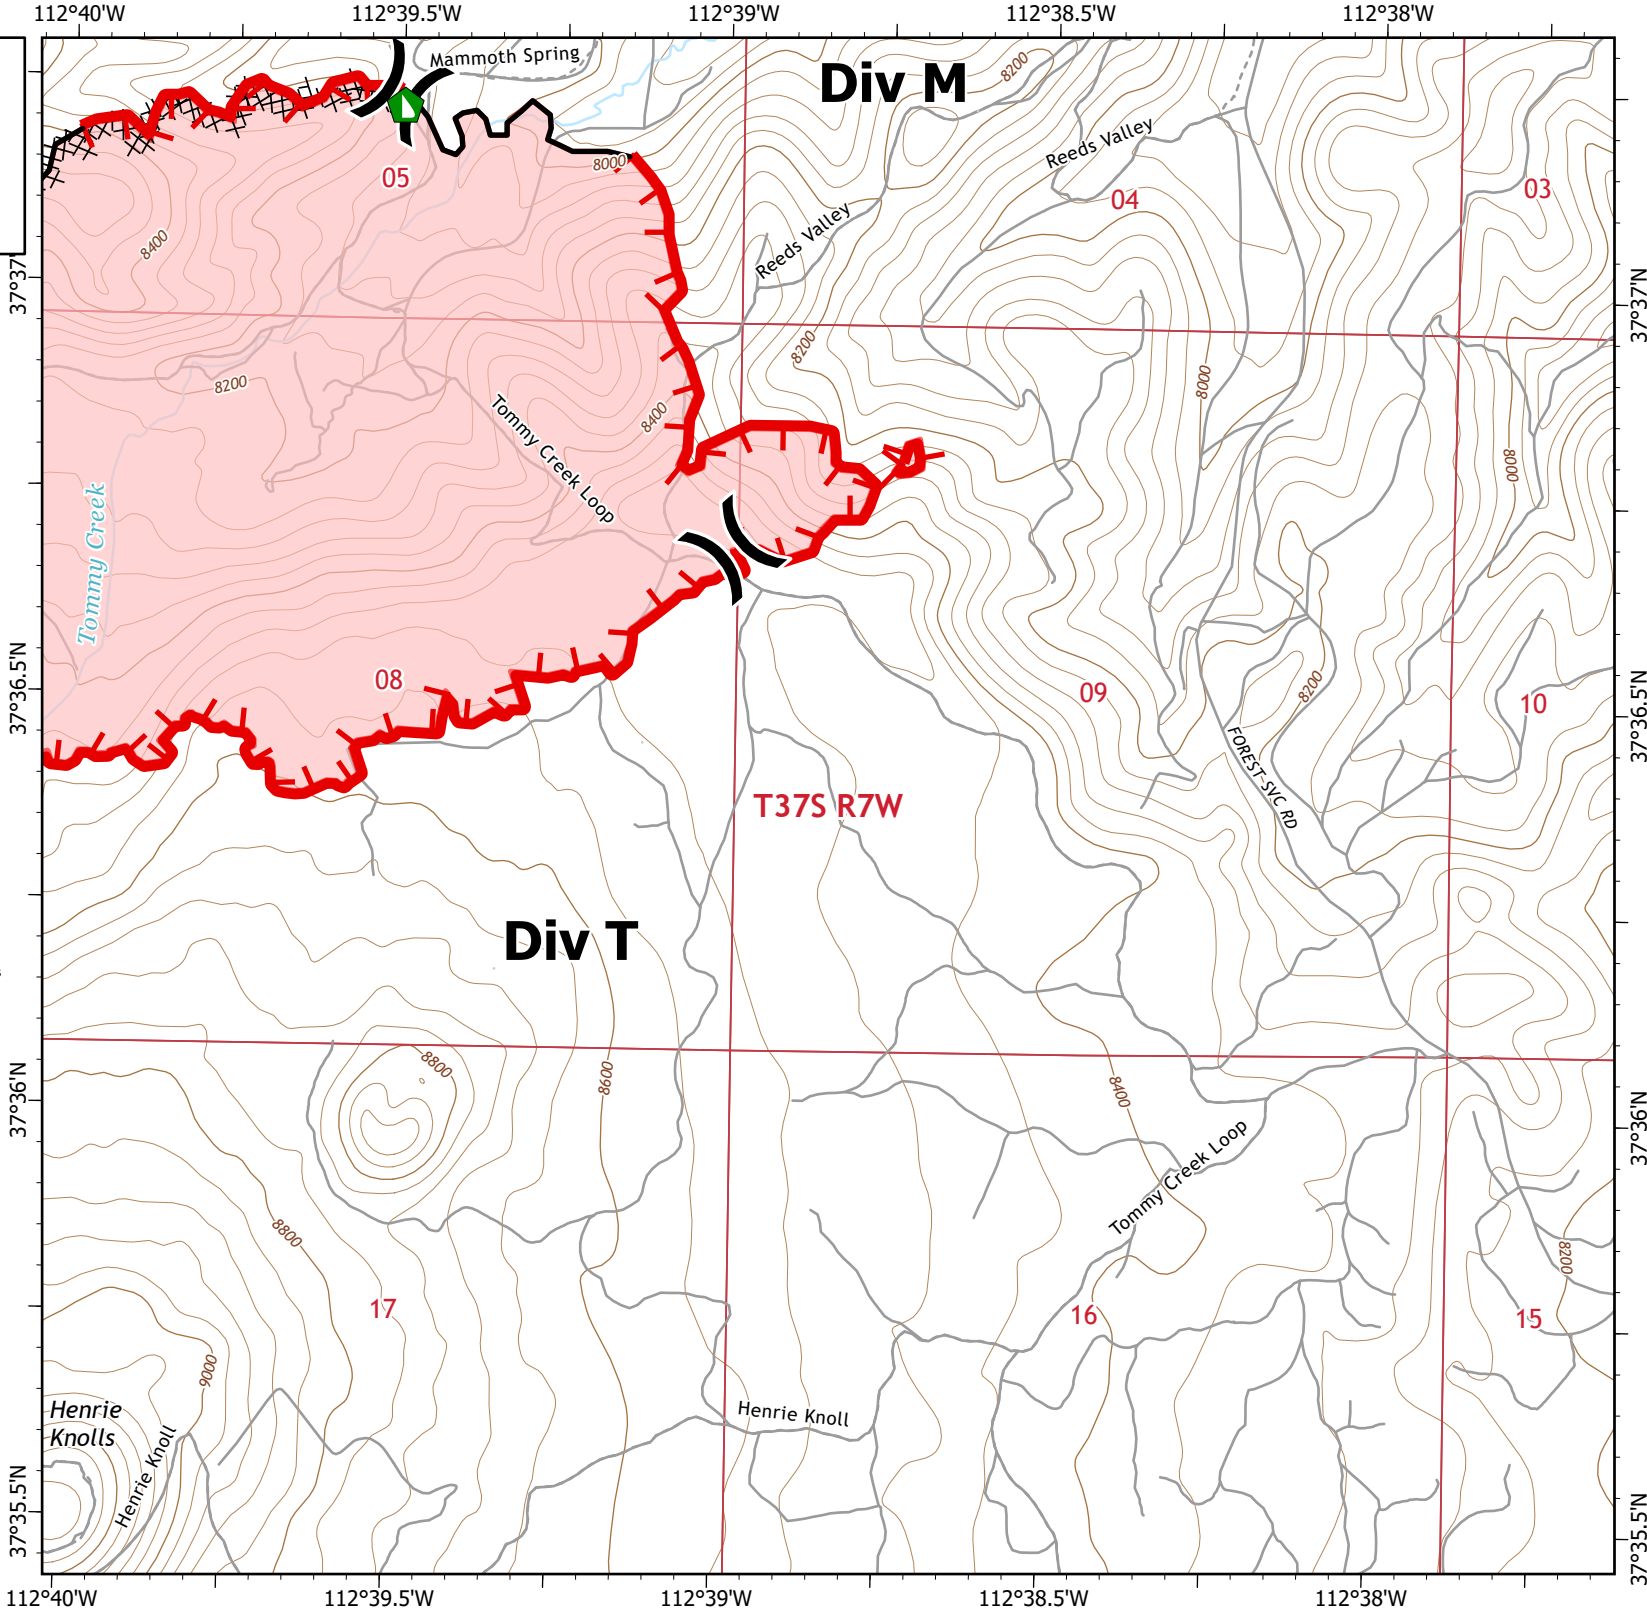 112°40'W
112°39.5'W
112°39'W
112°38.5'W
112°38'W
Mammoth Spring
Div M
8200
Reeds Valley
8000
05
04
03
Reeds Valley
8400
37°37'
37°37'N
8200
8200
8000
8400
Tommy Creek Loop
8000
Tommy Creek
37°36.5'N
08
09
8200
10
37°36.5'N
FOREST SVC RD
T37S R7W
Div T
8800
8600
8400
37°36'N
37°36'N
Tommy Creek Loop
8800
8200
17
16
15
9000
Henrie
Knolls
Henrie Knoll
Henrie Knoll
37°35.5'N
37°35.5'N
112°40'W
112°39.5'W
112°39'W
112°38.5'W
112°38'W